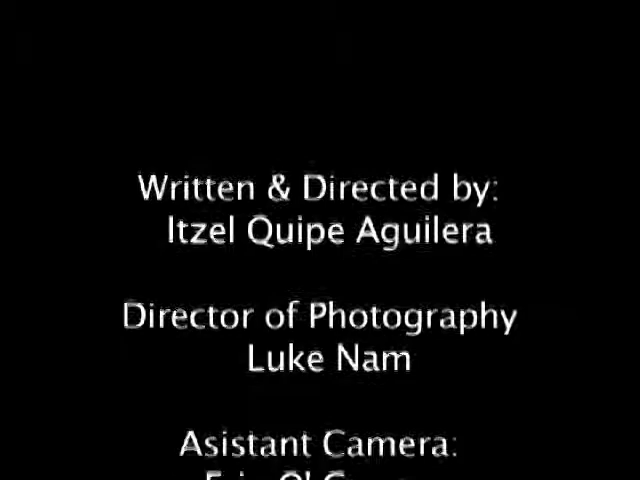 Written & Directed by:
Itzel Quipe Aguilera
Director of Photography
Luke Nam
Asistant Camera: